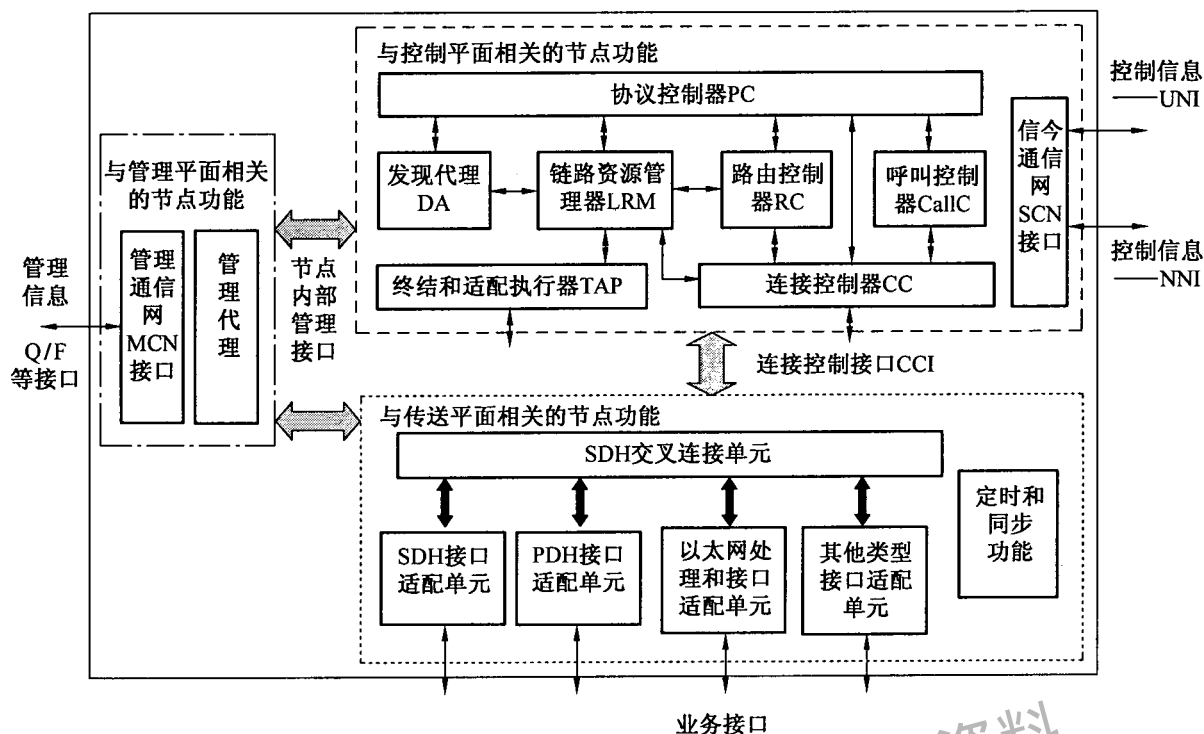 与控制平面相关的节点功能
协议控制器PC
发现代理
DA
链路资源管
理器LRM
路由控制
器RC
呼叫控制
器CallC
终结和适配执行器TAP
连接控制器CC
信今
通信
网
SCN
接口
控制信息
——UNI
控制信息
——NNI
与管理平面相关
的节点功能
管理
通信
网
MCN
接口
管
理
代
理
管理
信息
Q/F
等接口
节点
内部
管理
接口
连接控制接口CCI
与传送平面相关的节点功能
SDH交叉连接单元
SDH接口
适配单元
PDH接口
适配单元
以太网处
理和接口
适配单元
其他类型
接口适配
单元
定时和
同步
功能
业务接口
资料